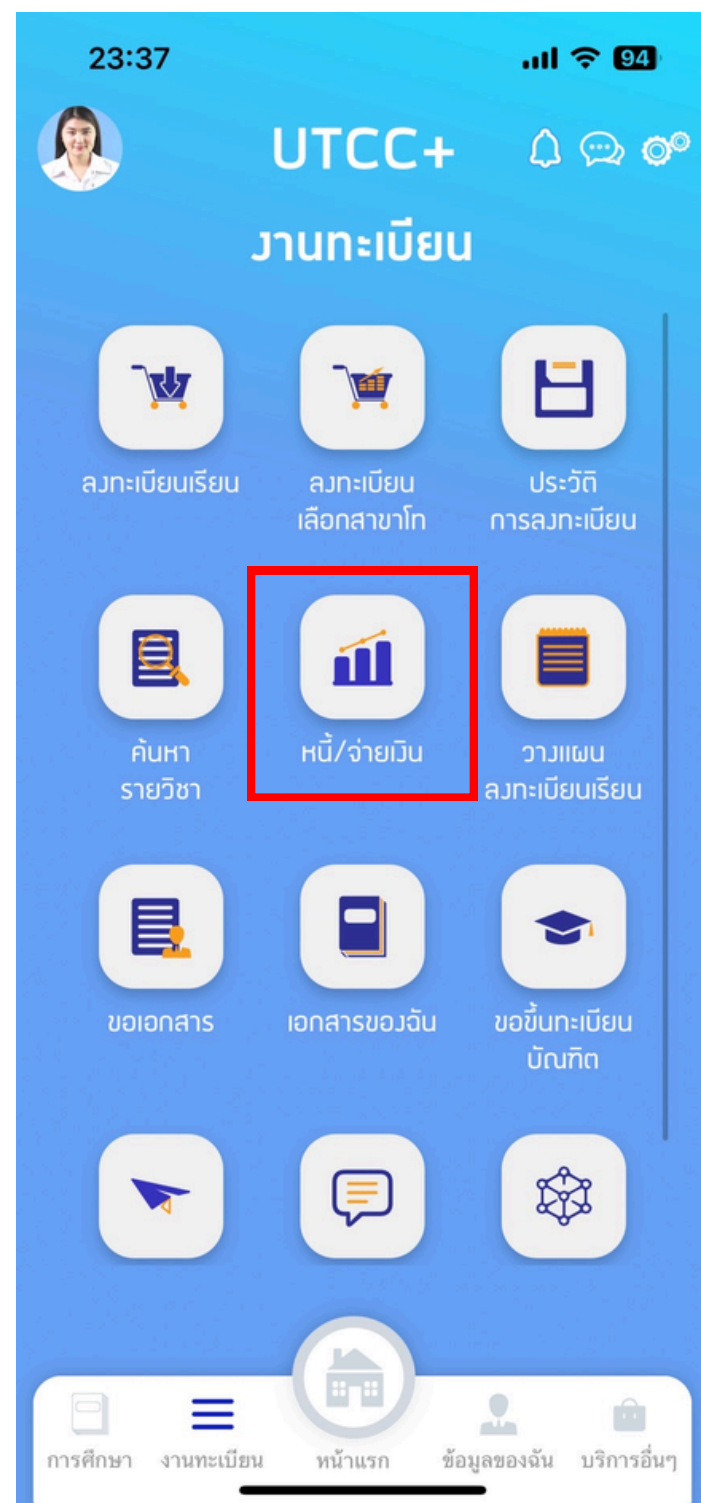 23:37
94
UTCC+
งานทะเบียน
ลงทะเบียนเรียน
ลงทะเบียน
เลือกสาขาโท
ประวัติ
การลงทะเบียน
ค้นหา
รายวิชา
หนี้/จ่ายเงิน
วางแผน
ลงทะเบียนเรียน
ขอเอกสาร
เอกสารของฉัน
ขอขึ้นทะเบียน
บัณฑิต
การศึกษา
งานทะเบียน
หน้าแรก
ข้อมูลของฉัน
บริการอื่นๆ